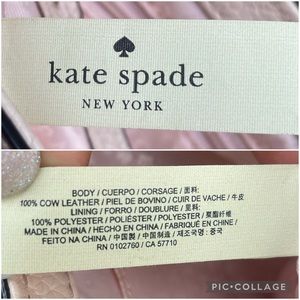 kate spade
NEW YORK
BODY / CUERPO / CORSAGE / 面料:
100% COW LEATHER / PIEL DE BOVINO / CUIR DE VACHE / 牛皮
LINING / FORRO / DOUBLURE / 里料:
100% POLYESTER / POLIÉSTER / POLYESTER / 聚酯纤维
MADE IN CHINA / HECHO EN CHINA / FABRIQUÉ EN CHINE /
FEITO NA CHINA / 中国制造 / 제조국명 : 중국
RN 0102760 / CA 57710
PIC•COLLAGE